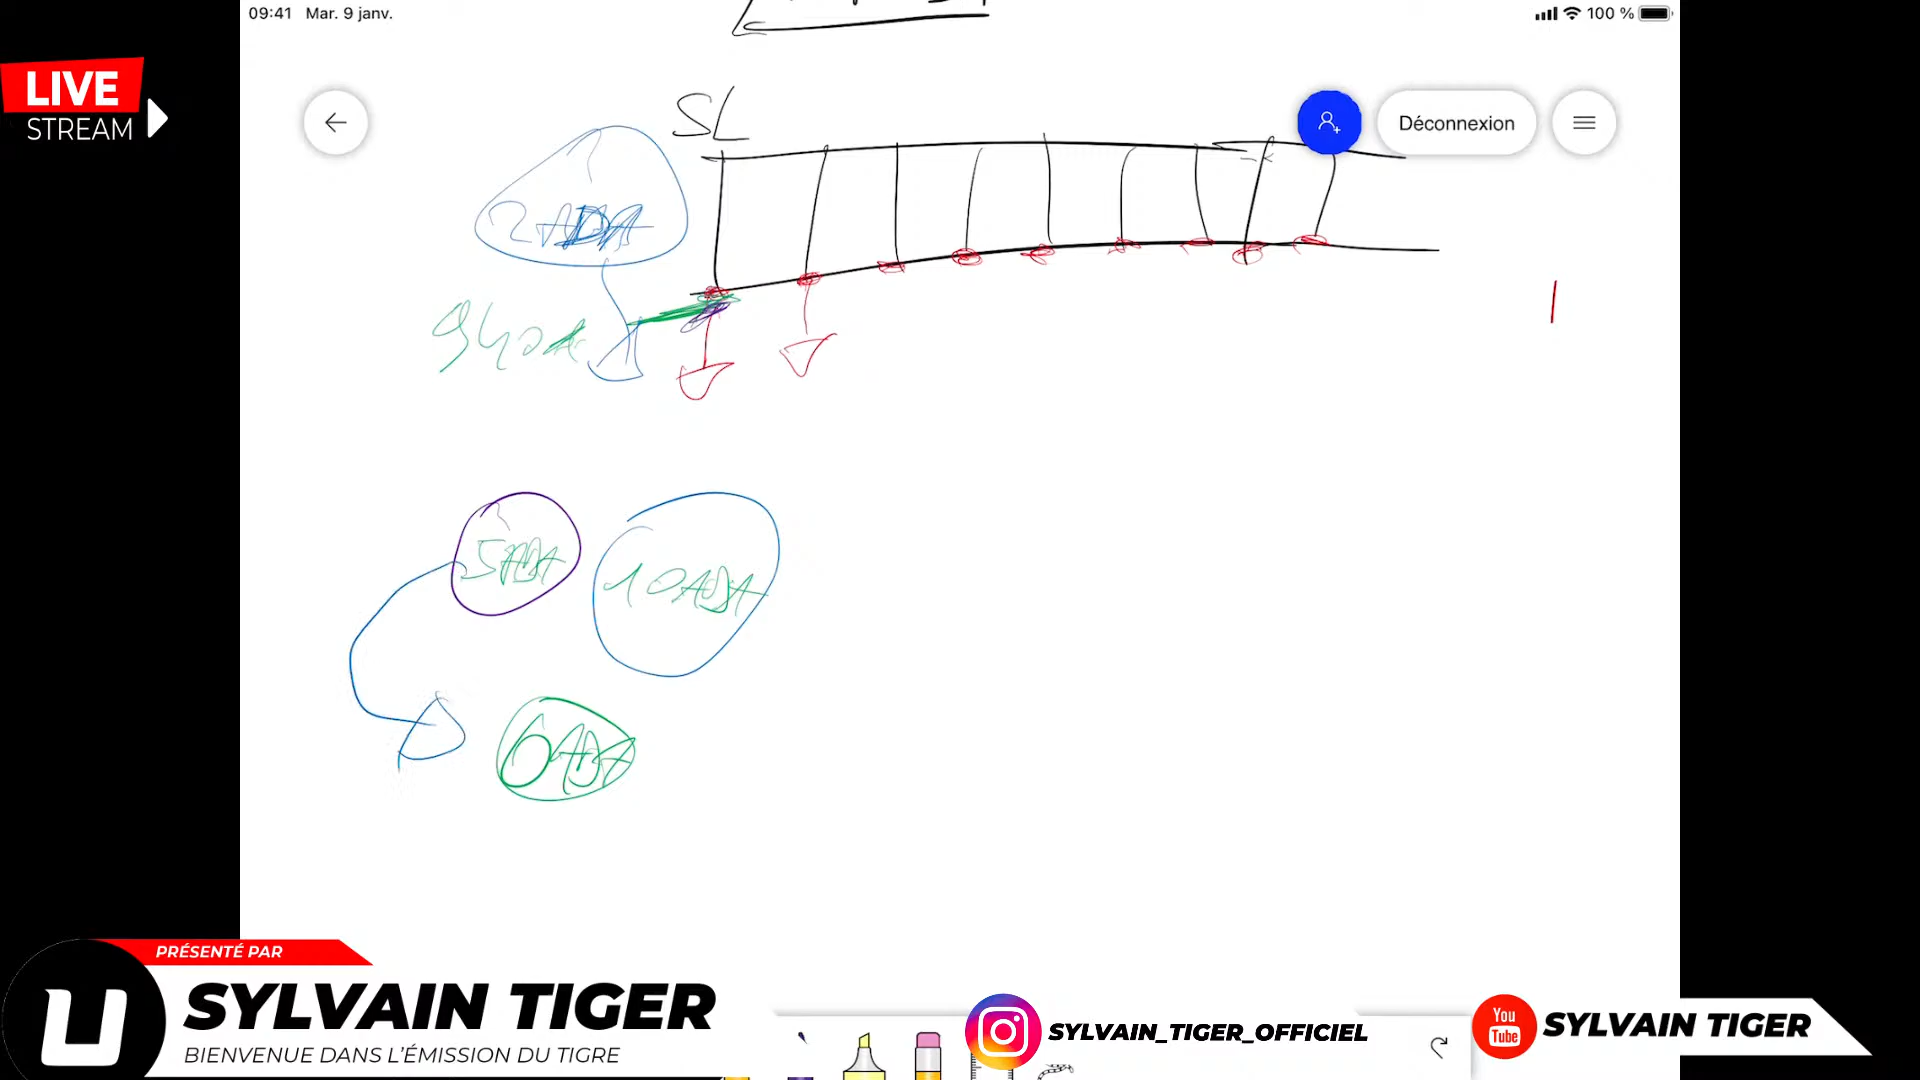 09:41 Mar. 9 janv.
100 %
LIVE
STREAM
SL
Déconnexion
2ADA
5ADA
10ADA
6ADA
PRÉSENTÉ PAR
SYLVAIN TIGER
BIENVENUE DANS L'ÉMISSION DU TIGRE
SYLVAIN_TIGER_OFFICIEL
You
Tube
SYLVAIN TIGER